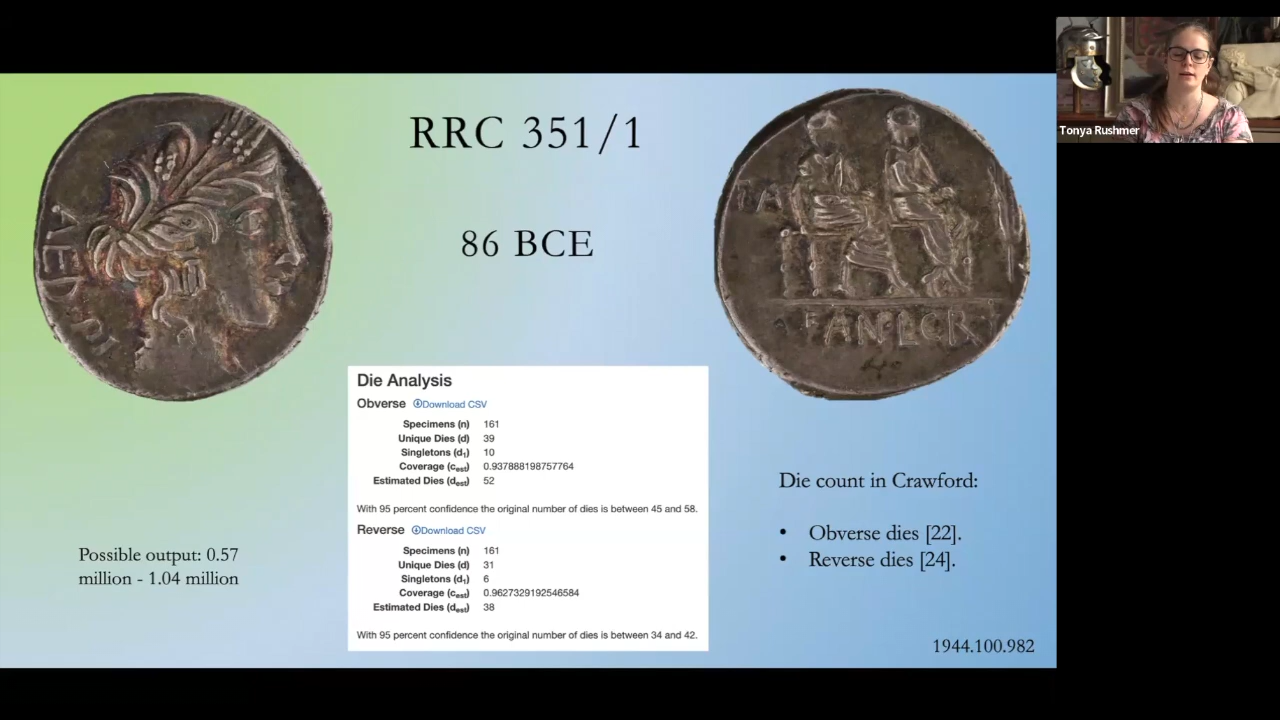 RRC 351/1
86 BCE
AED. P
P. A
FAN. L. CR
Die Analysis
Obverse Download CSV
Specimens (n) 161
Unique Dies (d) 39
Singletons (d₁) 10
Coverage (cest) 0.937888198757764
Estimated Dies (dest) 52
With 95 percent confidence the original number of dies is between 45 and 58.
Reverse Download CSV
Specimens (n) 161
Unique Dies (d) 31
Singletons (d₁) 6
Coverage (cest) 0.9627329192546584
Estimated Dies (dest) 38
With 95 percent confidence the original number of dies is between 34 and 42.
Possible output: 0.57
million - 1.04 million
Die count in Crawford:
• Obverse dies [22].
• Reverse dies [24].
1944.100.982
Tonya Rushmer